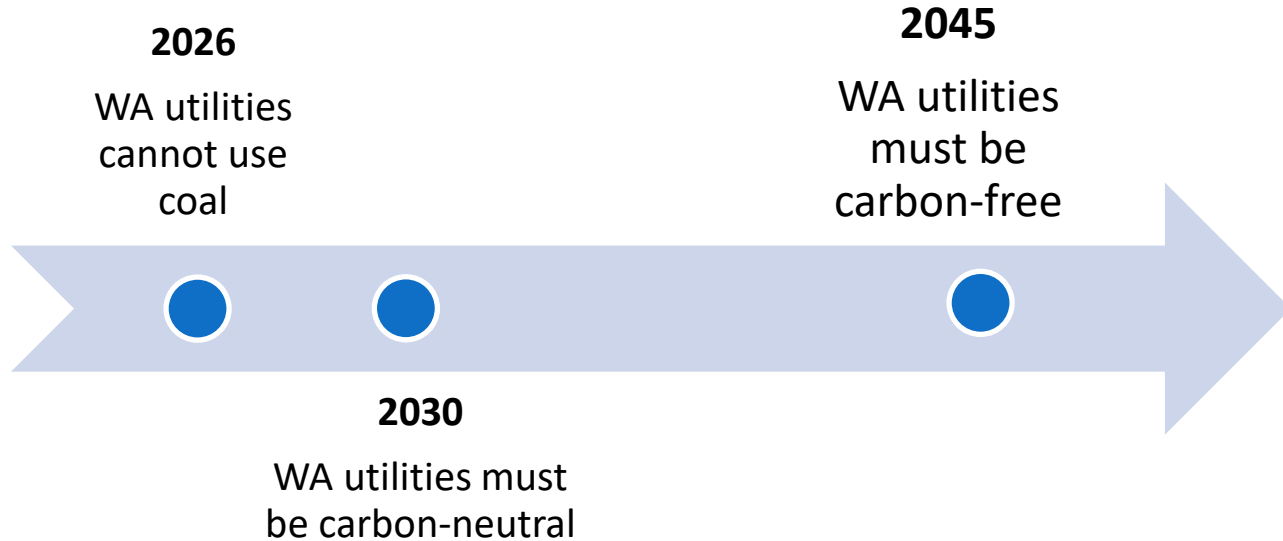 2026
WA utilities
cannot use
coal
2030
WA utilities must
be carbon-neutral
2045
WA utilities
must be
carbon-free